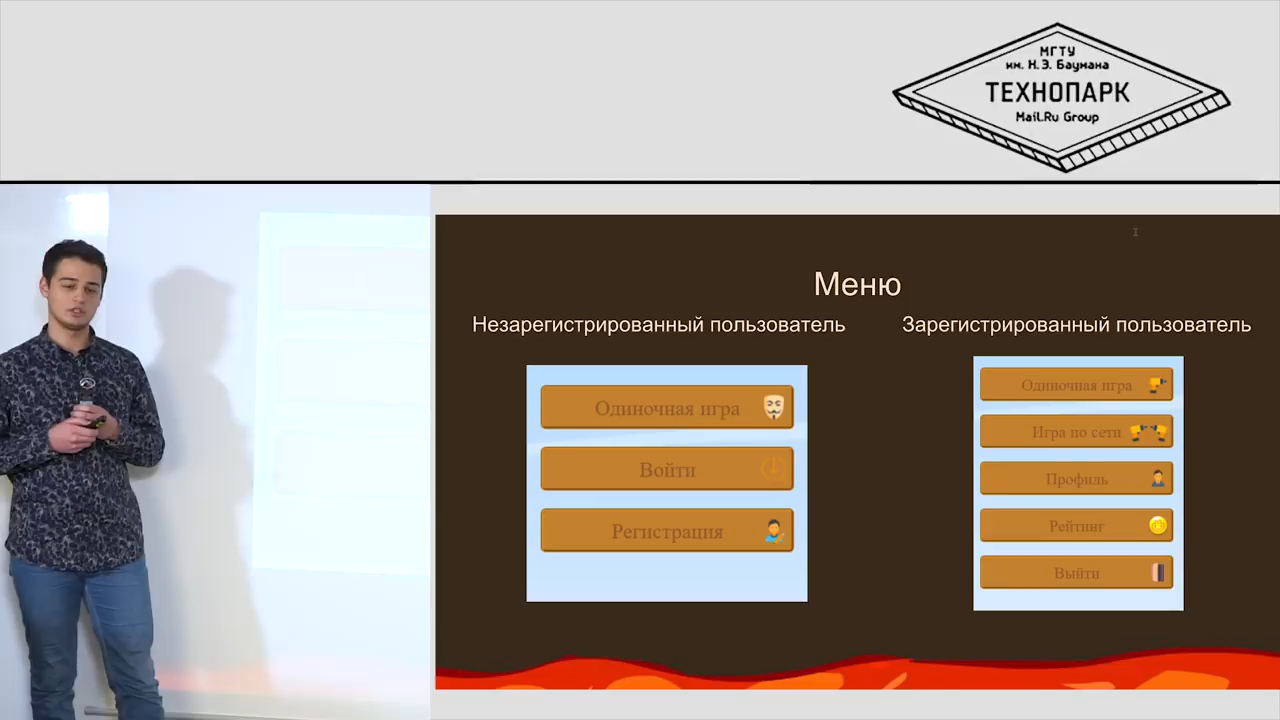 МГТУ
им. Н.Э. Баумана
ТЕХНОПАРК
Mail.Ru Group
Меню
Незарегистрированный пользователь
Зарегистрированный пользователь
Одиночная игра
Войти
Регистрация
Одиночная игра
Игра по сети
Профиль
Рейтинг
Выйти